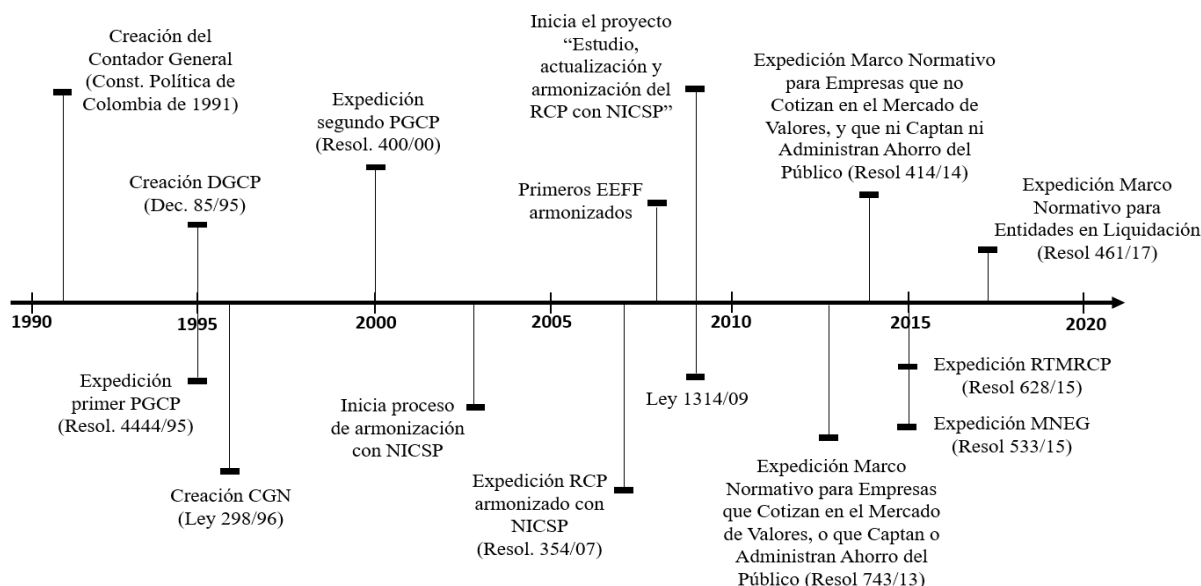 Creación del
Contador General
(Const. Política de
Colombia de 1991)
Creación DGCP
(Dec. 85/95)
Expedición
segundo PGCP
(Resol. 400/00)
Inicia el proyecto
“Estudio,
actualización y
armonización del
RCP con NICSP”
Primeros EEFF
armonizados
Expedición Marco Normativo
para Empresas que no
Cotizan en el Mercado de
Valores, y que ni Captan ni
Administran Ahorro del
Público (Resol 414/14)
Expedición Marco
Normativo para
Entidades en Liquidación
(Resol 461/17)
1990
1995
2000
2005
2010
2015
2020
Expedición
primer PGCP
(Resol. 4444/95)
Creación CGN
(Ley 298/96)
Inicia proceso
de armonización
con NICSP
Expedición RCP
armonizado con
NICSP
(Resol. 354/07)
Ley 1314/09
Expedición Marco
Normativo para Empresas
que Cotizan en el Mercado
de Valores, o que Captan o
Administran Ahorro del
Público (Resol 743/13)
Expedición RTMRCP
(Resol 628/15)
Expedición MNEG
(Resol 533/15)